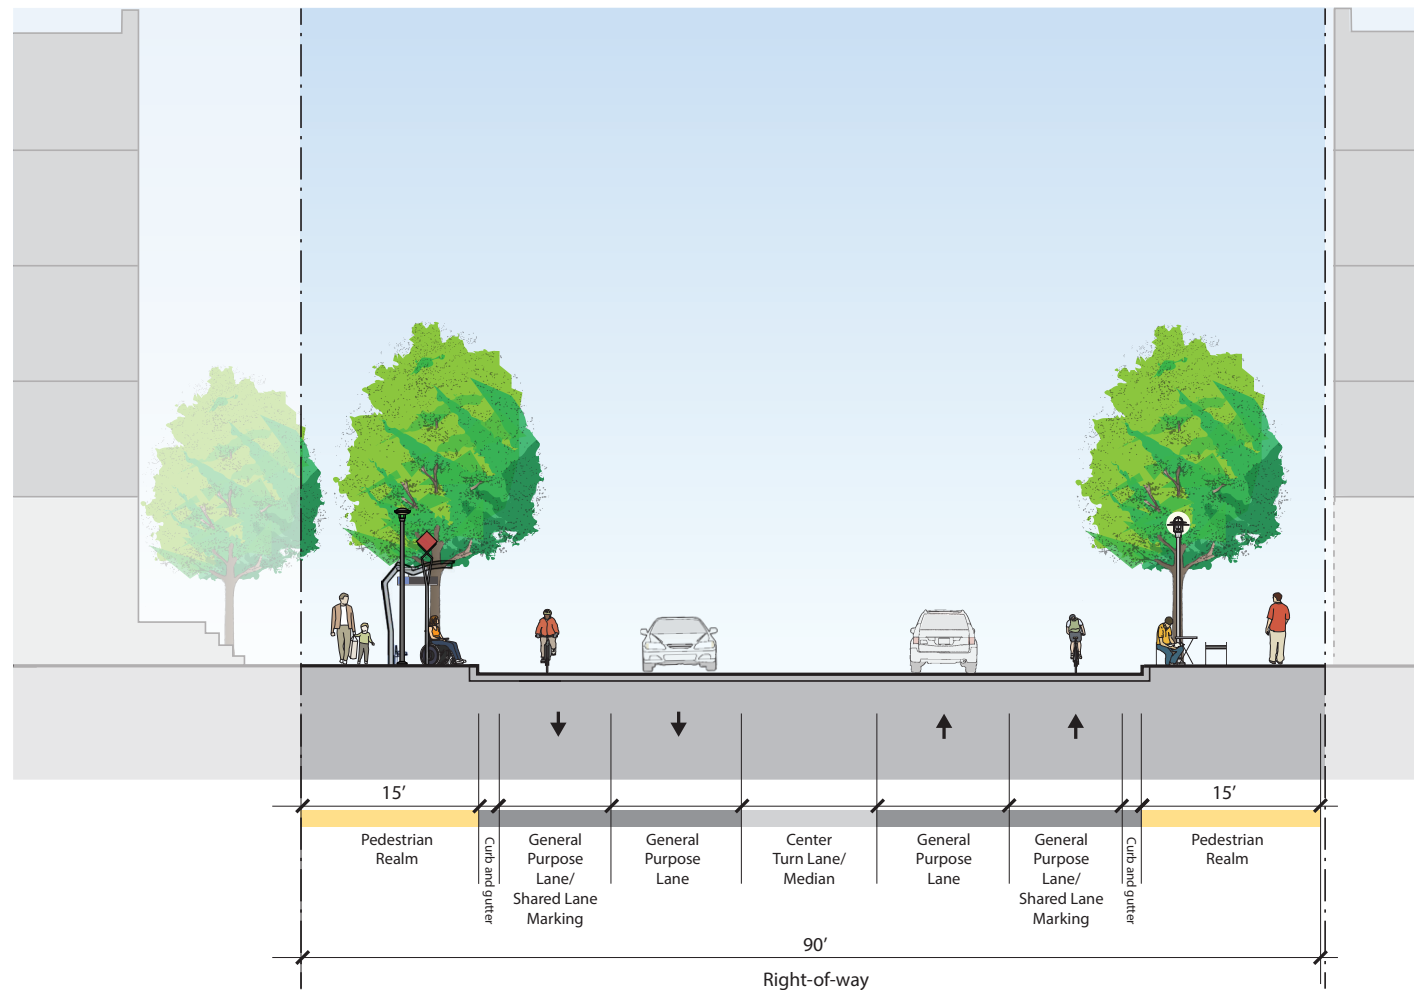 15’
15’
Pedestrian
Realm
Curb and gutter
General
Purpose
Lane/
Shared Lane
Marking
General
Purpose
Lane
Center
Turn Lane/
Median
General
Purpose
Lane
General
Purpose
Lane/
Shared Lane
Marking
Curb and gutter
Pedestrian
Realm
90’
Right-of-way